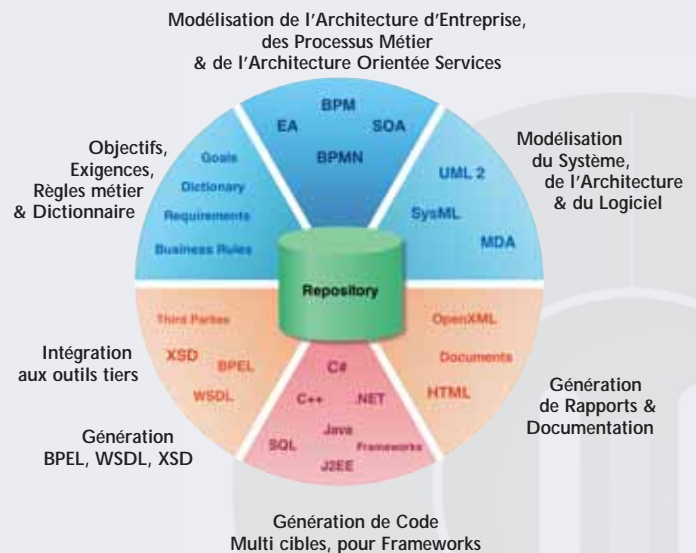 Modélisation de l'Architecture d'Entreprise,
des Processus Métier
& de l'Architecture Orientée Services
BPM
EA
SOA
BPMN
Objectifs,
Exigences,
Règles métier
& Dictionnaire
Goals
Dictionary
Requirements
Business Rules
Modélisation
du Système,
de l'Architecture
& du Logiciel
UML 2
SysML
MDA
Repository
Intégration
aux outils tiers
Génération
BPEL, WSDL, XSD
Third Parties
XSD
BPEL
WSDL
C#
C++
.NET
Java
SQL
Frameworks
J2EE
OpenXML
Documents
HTML
Génération
de Rapports &
Documentation
Génération de Code
Multi cibles, pour Frameworks